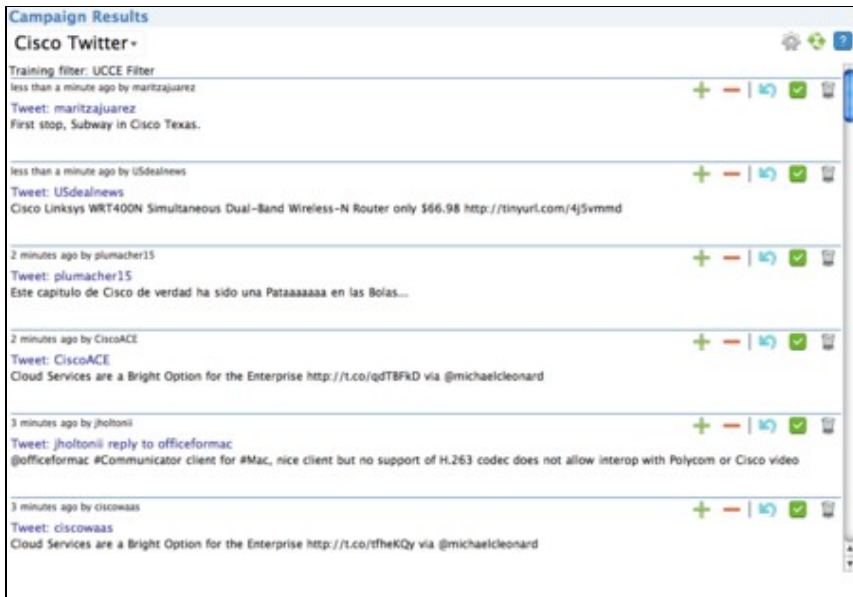 Campaign Results
Cisco Twitter
?
Training filter: UCCE Filter
less than a minute ago by maritzajuarez
Tweet: maritzajuarez
First stop, Subway in Cisco Texas.
less than a minute ago by USdealnews
Tweet: USdealnews
Cisco Linksys WRT400N Simultaneous Dual-Band Wireless-N Router only $66.98 http://tinyurl.com/4j5vmmd
2 minutes ago by plumacher15
Tweet: plumacher15
Este capitulo de Cisco de verdad ha sido una Pataaaaaaa en las Bolas...
2 minutes ago by CiscoACE
Tweet: CiscoACE
Cloud Services are a Bright Option for the Enterprise http://t.co/qdTBFkD via @michaelcleonard
3 minutes ago by jholtonii
Tweet: jholtonii reply to officeformac
@officeformac #Communicator client for #Mac, nice client but no support of H.263 codec does not allow interop with Polycom or Cisco video
3 minutes ago by ciscowaas
Tweet: ciscowaas
Cloud Services are a Bright Option for the Enterprise http://t.co/tfheKQy via @michaelcleonard